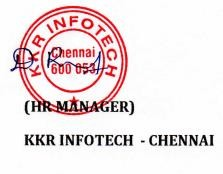 KKR INFOTECH
Chennai
600 053
(HR MANAGER)
KKR INFOTECH - CHENNAI